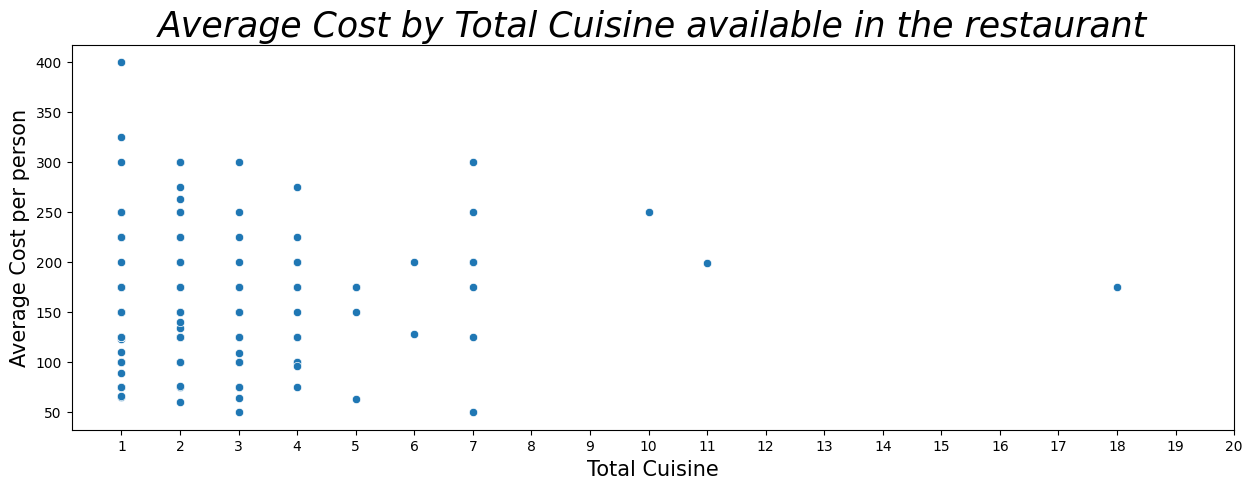 Average Cost by Total Cuisine available in the restaurant
Average Cost per person
400
350
300
250
200
150
100
50
1 2 3 4 5 6 7 8 9 10 11 12 13 14 15 16 17 18 19 20
Total Cuisine